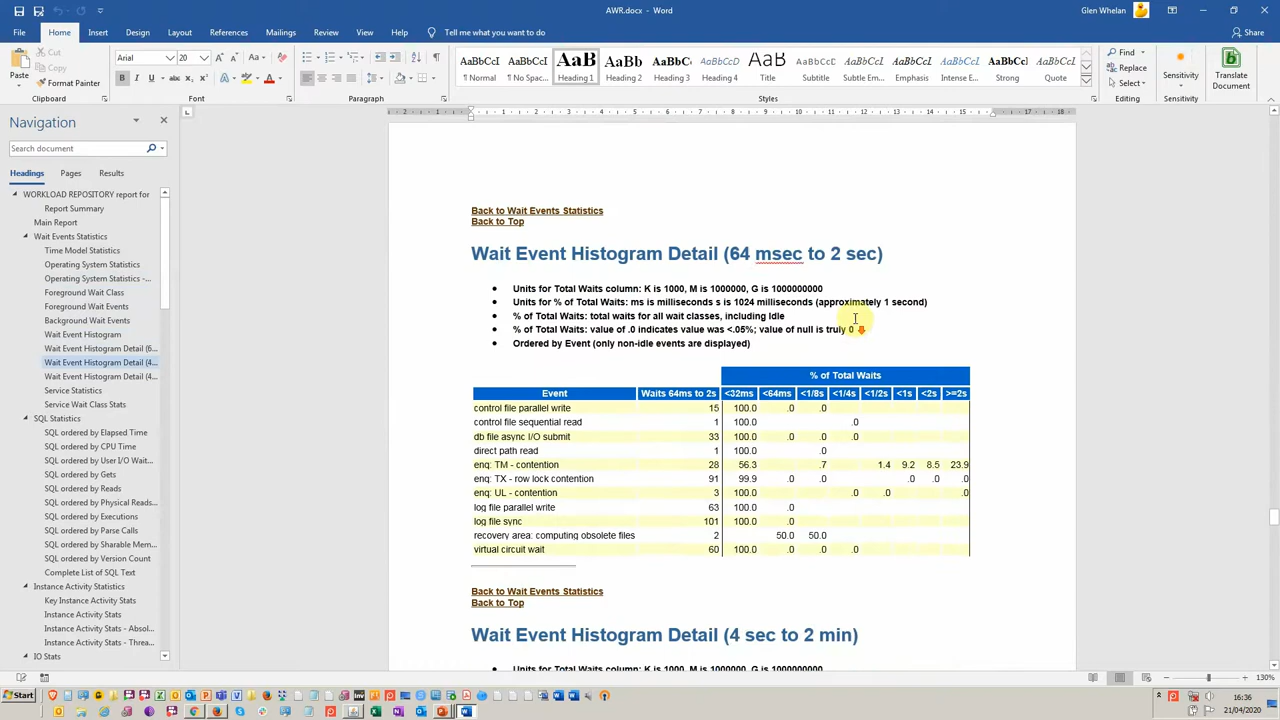 AWR.docx - Word
Glen Whelan
File
Home
Insert
Design
Layout
References
Mailings
Review
View
Help
Tell me what you want to do
Share
Paste
Cut
Copy
Format Painter
Clipboard
Arial
20
Font
Paragraph
AaBbCcI
¶ Normal
AaBbCcI
¶ No Spac...
AaB
Heading 1
AaBb
Heading 2
AaBbC
Heading 3
AaBbCcD
Heading 4
AaB
Title
AaBbCcD
Subtitle
AaBbCcI
Subtle Em...
AaBbCcI
Emphasis
AaBbCcI
Intense E...
AaBbCcI
Strong
AaBbCcI
Quote
Styles
Find
Replace
Select
Editing
Sensitivity
Sensitivity
Translate Document
Document
Navigation
Search document
Headings
Pages
Results
WORKLOAD REPOSITORY report for
Report Summary
Main Report
Wait Events Statistics
Time Model Statistics
Operating System Statistics
Operating System Statistics -...
Foreground Wait Class
Foreground Wait Events
Background Wait Events
Wait Event Histogram
Wait Event Histogram Detail (6...
Wait Event Histogram Detail (4...
Wait Event Histogram Detail (4...
Service Statistics
Service Wait Class Stats
SQL Statistics
SQL ordered by Elapsed Time
SQL ordered by CPU Time
SQL ordered by User I/O Wait...
SQL ordered by Gets
SQL ordered by Reads
SQL ordered by Physical Reads...
SQL ordered by Executions
SQL ordered by Parse Calls
SQL ordered by Sharable Mem...
SQL ordered by Version Count
Complete List of SQL Text
Instance Activity Statistics
Key Instance Activity Stats
Instance Activity Stats
Instance Activity Stats - Absol...
Instance Activity Stats - Threa...
IO Stats
Back to Wait Events Statistics
Back to Top
Wait Event Histogram Detail (64 msec to 2 sec)
• Units for Total Waits column: K is 1000, M is 1000000, G is 1000000000
• Units for % of Total Waits: ms is milliseconds s is 1024 milliseconds (approximately 1 second)
• % of Total Waits: total waits for all wait classes, including Idle
• % of Total Waits: value of .0 indicates value was <.05%; value of null is truly 0
• Ordered by Event (only non-idle events are displayed)
% of Total Waits
Event Waits 64ms to 2s <32ms <64ms <1/8s <1/4s <1/2s <1s <2s >=2s
control file parallel write 15 100.0 .0 .0
control file sequential read 1 100.0 .0
db file async I/O submit 33 100.0 .0 .0 .0
direct path read 1 100.0 .0
enq: TM - contention 28 56.3 .7 1.4 9.2 8.5 23.9
enq: TX - row lock contention 91 99.9 .0 .0 .0 .0 .0
enq: UL - contention 3 100.0 .0 .0 .0
log file parallel write 63 100.0 .0
log file sync 101 100.0 .0
recovery area: computing obsolete files 2 50.0 50.0
virtual circuit wait 60 100.0 .0 .0 .0
Back to Wait Events Statistics
Back to Top
Wait Event Histogram Detail (4 sec to 2 min)
• Units for Total Waits column: K is 1000, M is 1000000, G is 1000000000
130%
Start
16:36
21/04/2020